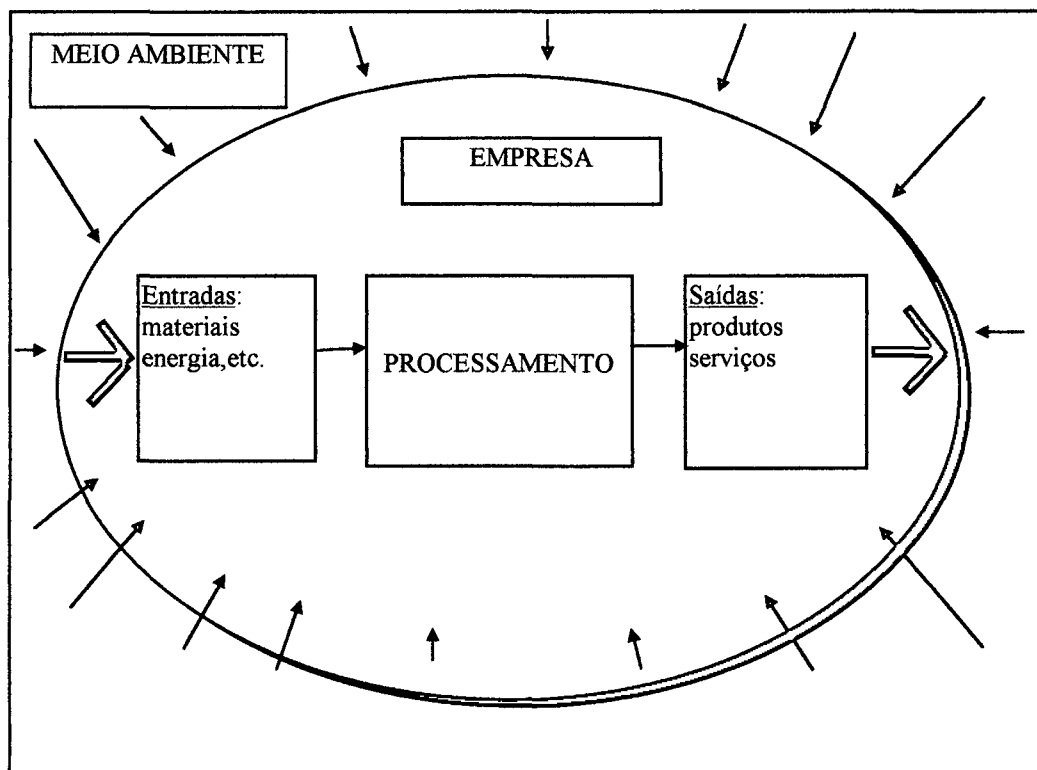 MEIO AMBIENTE
EMPRESA
Entradas:
materiais
energia,etc.
PROCESSAMENTO
Saídas:
produtos
serviços